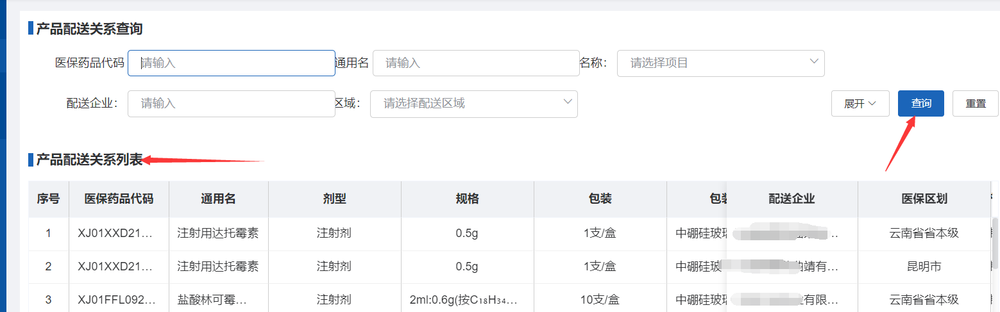 产品配送关系查询
医保药品代码 请输入 通用名 请输入 名称： 请选择项目
配送企业： 请输入 区域： 请选择配送区域 展开 查询 重置
产品配送关系列表
序号 医保药品代码 通用名 剂型 规格 包装 包装 配送企业 医保区划
1 XJ01XXD21… 注射用达托霉素 注射剂 0.5g 1支/盒 中硼硅玻璃 … 云南省省本级
2 XJ01XXD21… 注射用达托霉素 注射剂 0.5g 1支/盒 中硼硅玻 曲靖有… 昆明市
3 XJ01FFL092… 盐酸林可霉… 注射剂 2ml:0.6g(按C₁₈H₃₄… 10支/盒 中硼硅玻璃 业有限… 云南省省本级